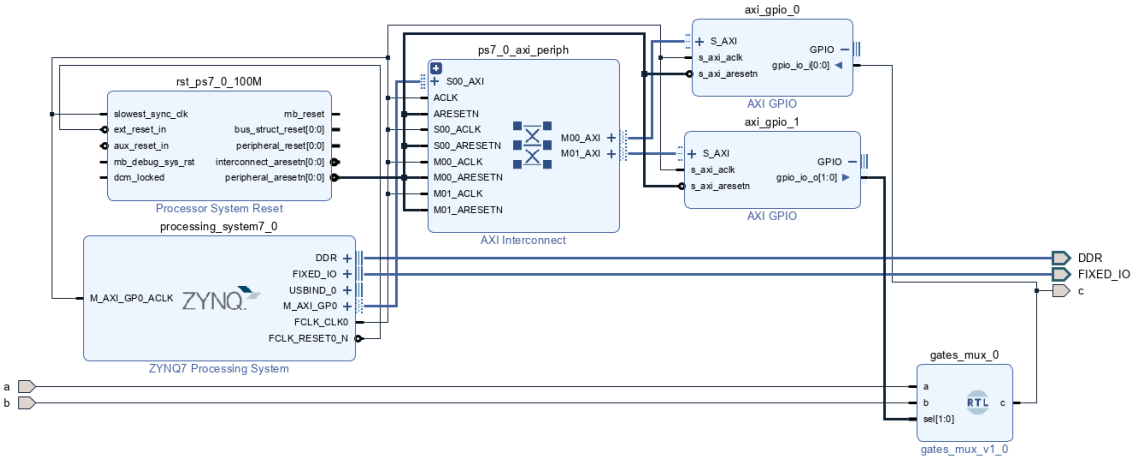 axi_gpio_0
S_AXI
s_axi_aclk
s_axi_aresetn
GPIO
gpio_io_i[0:0]
AXI GPIO
ps7_0_axi_periph
S00_AXI
ACLK
ARESETN
S00_ACLK
S00_ARESETN
M00_ACLK
M00_ARESETN
M01_ACLK
M01_ARESETN
M00_AXI
M01_AXI
AXI Interconnect
rst_ps7_0_100M
slowest_sync_clk
ext_reset_in
aux_reset_in
mb_debug_sys_rst
dcm_locked
mb_reset
bus_struct_reset[0:0]
peripheral_reset[0:0]
interconnect_aresetn[0:0]
peripheral_aresetn[0:0]
Processor System Reset
axi_gpio_1
S_AXI
s_axi_aclk
s_axi_aresetn
GPIO
gpio_io_o[1:0]
AXI GPIO
processing_system7_0
M_AXI_GP0_ACLK
ZYNQ.
DDR
FIXED_IO
USBIND_0
M_AXI_GP0
FCLK_CLK0
FCLK_RESET0_N
ZYNQ7 Processing System
DDR
FIXED_IO
c
a
b
gates_mux_0
a
b
sel[1:0]
RTL
c
gates_mux_v1_0